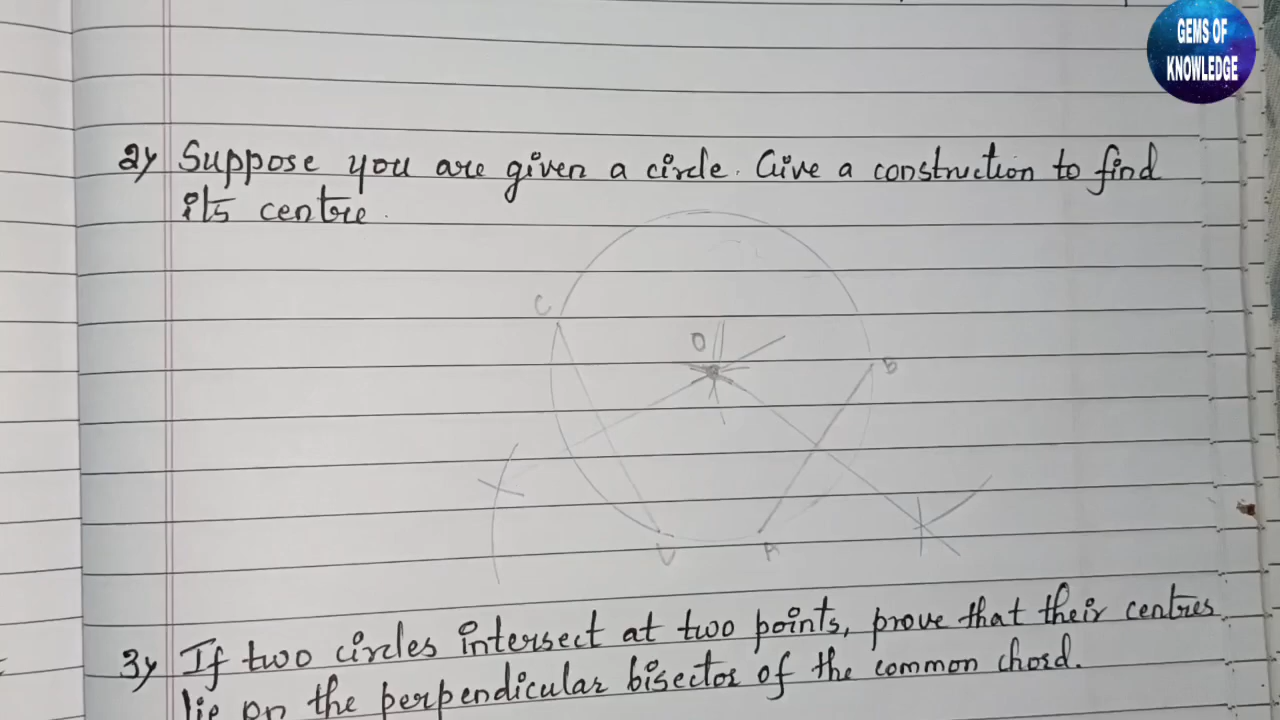 GEMS OF
KNOWLEDGE
2) Suppose you are given a circle. Give a construction to find
its centre.
C
O
B
A
3) If two circles intersect at two points, prove that their centres
lie on the perpendicular bisector of the common chord.